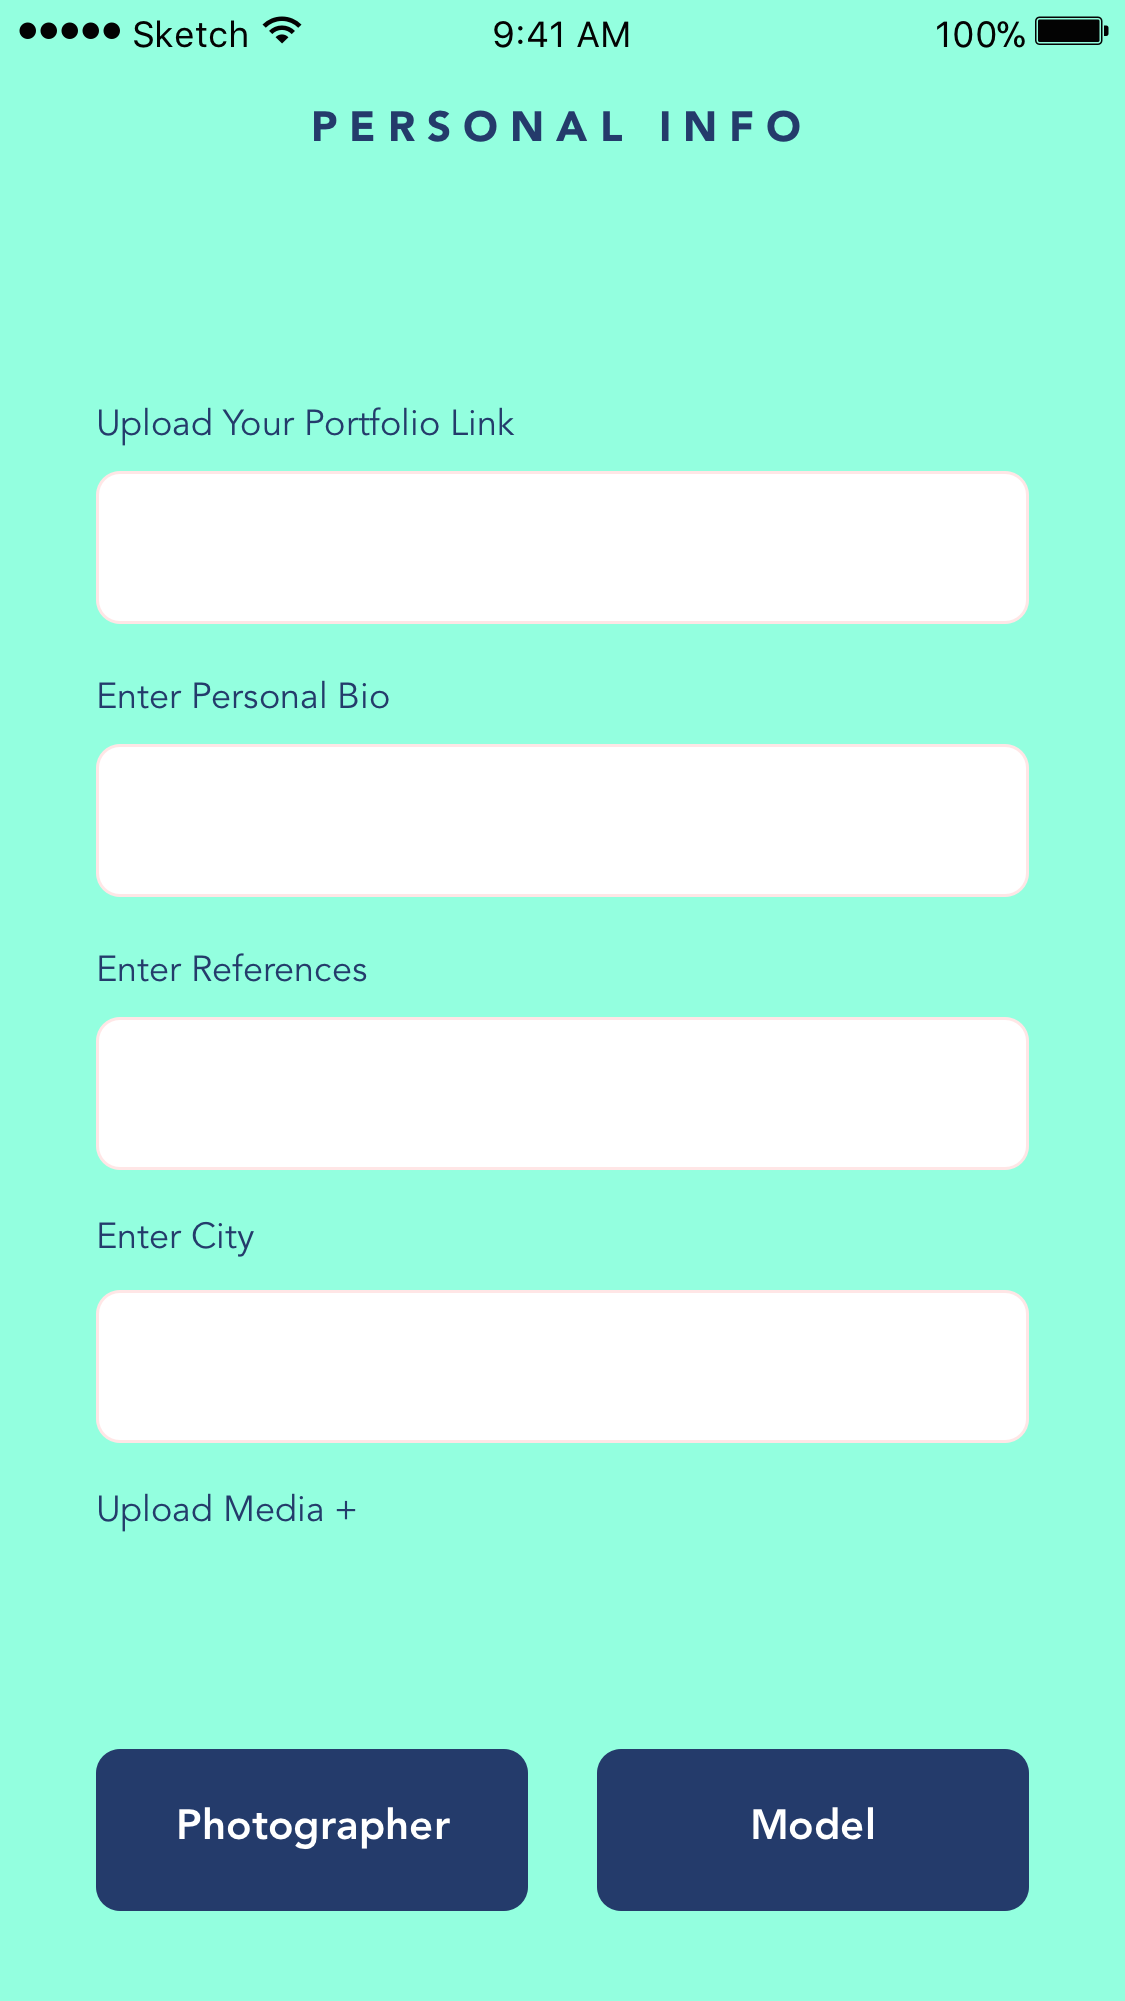 Sketch 9:41 AM 100%
PERSONAL INFO
Upload Your Portfolio Link
Enter Personal Bio
Enter References
Enter City
Upload Media +
Photographer Model